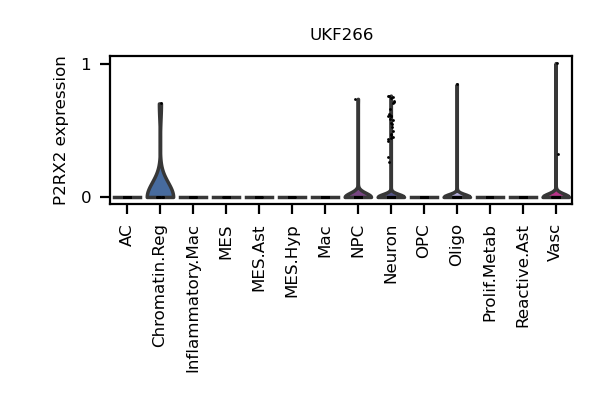 UKF266
P2RX2 expression
1
0
AC
Chromatin.Reg
Inflammatory.Mac
MES
MES.Ast
MES.Hyp
Mac
NPC
Neuron
OPC
Oligo
Prolif.Metab
Reactive.Ast
Vasc